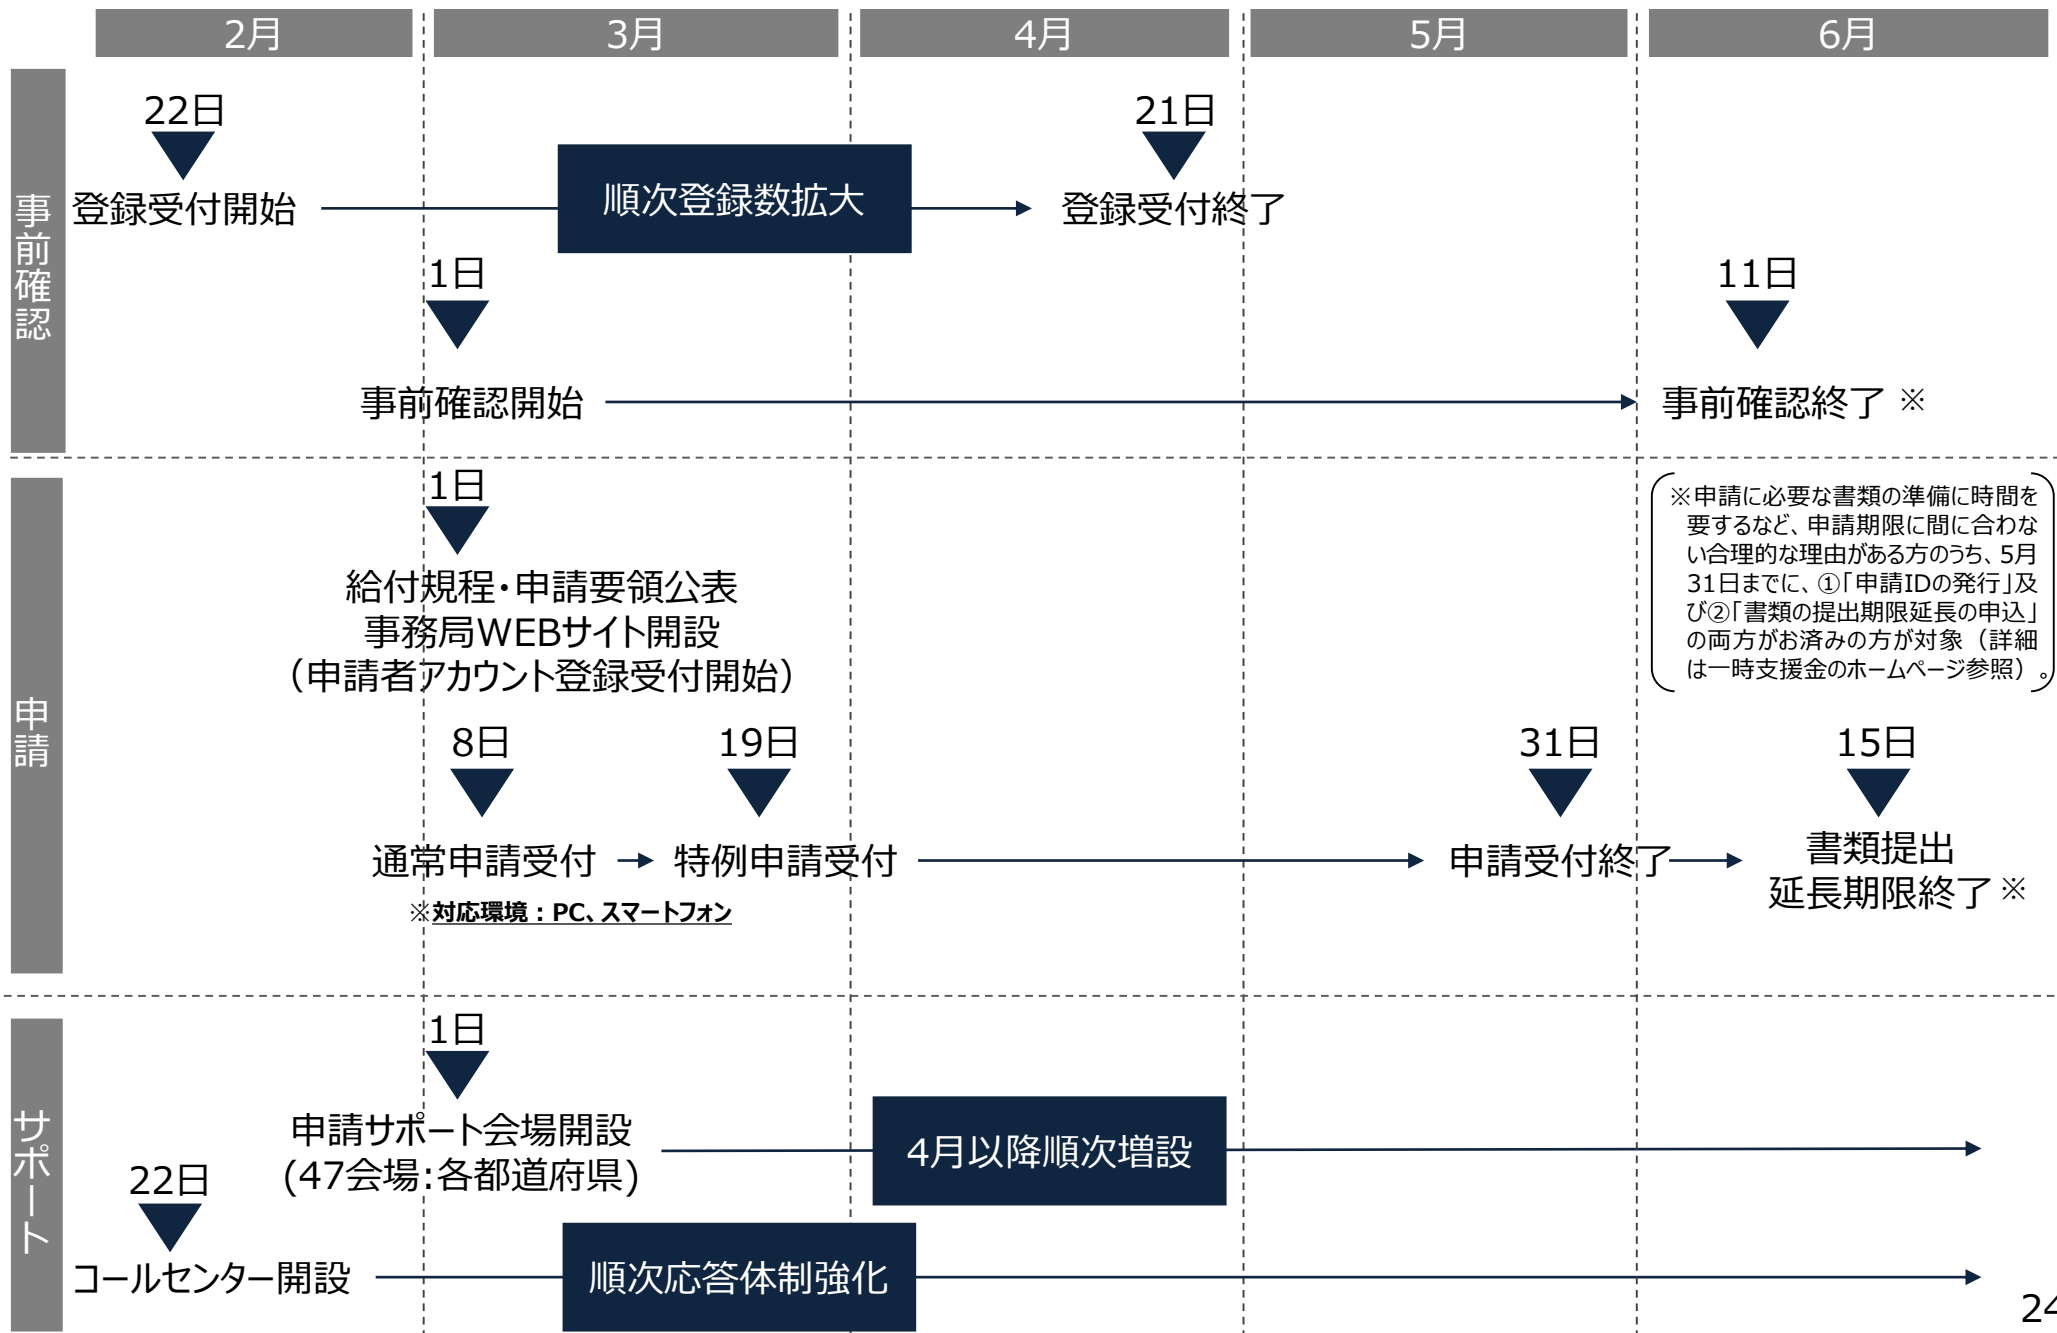 2月
3月
4月
5月
6月
事前確認
22日
21日
登録受付開始
順次登録数拡大
登録受付終了
1日
11日
事前確認開始
事前確認終了 ※
申請
1日
給付規程・申請要領公表
事務局WEBサイト開設
（申請者アカウント登録受付開始）
※申請に必要な書類の準備に時間を
要するなど、申請期限に間に合わな
い合理的な理由がある方のうち、5月
31日までに、①「申請IDの発行」及
び②「書類の提出期限延長の申込」
の両方がお済みの方が対象（詳細
は一時支援金のホームページ参照）。
8日
19日
31日
15日
通常申請受付
特例申請受付
申請受付終了
書類提出
延長期限終了 ※
※対応環境：PC、スマートフォン
サポート
1日
申請サポート会場開設
(47会場:各都道府県)
4月以降順次増設
22日
コールセンター開設
順次応答体制強化
24